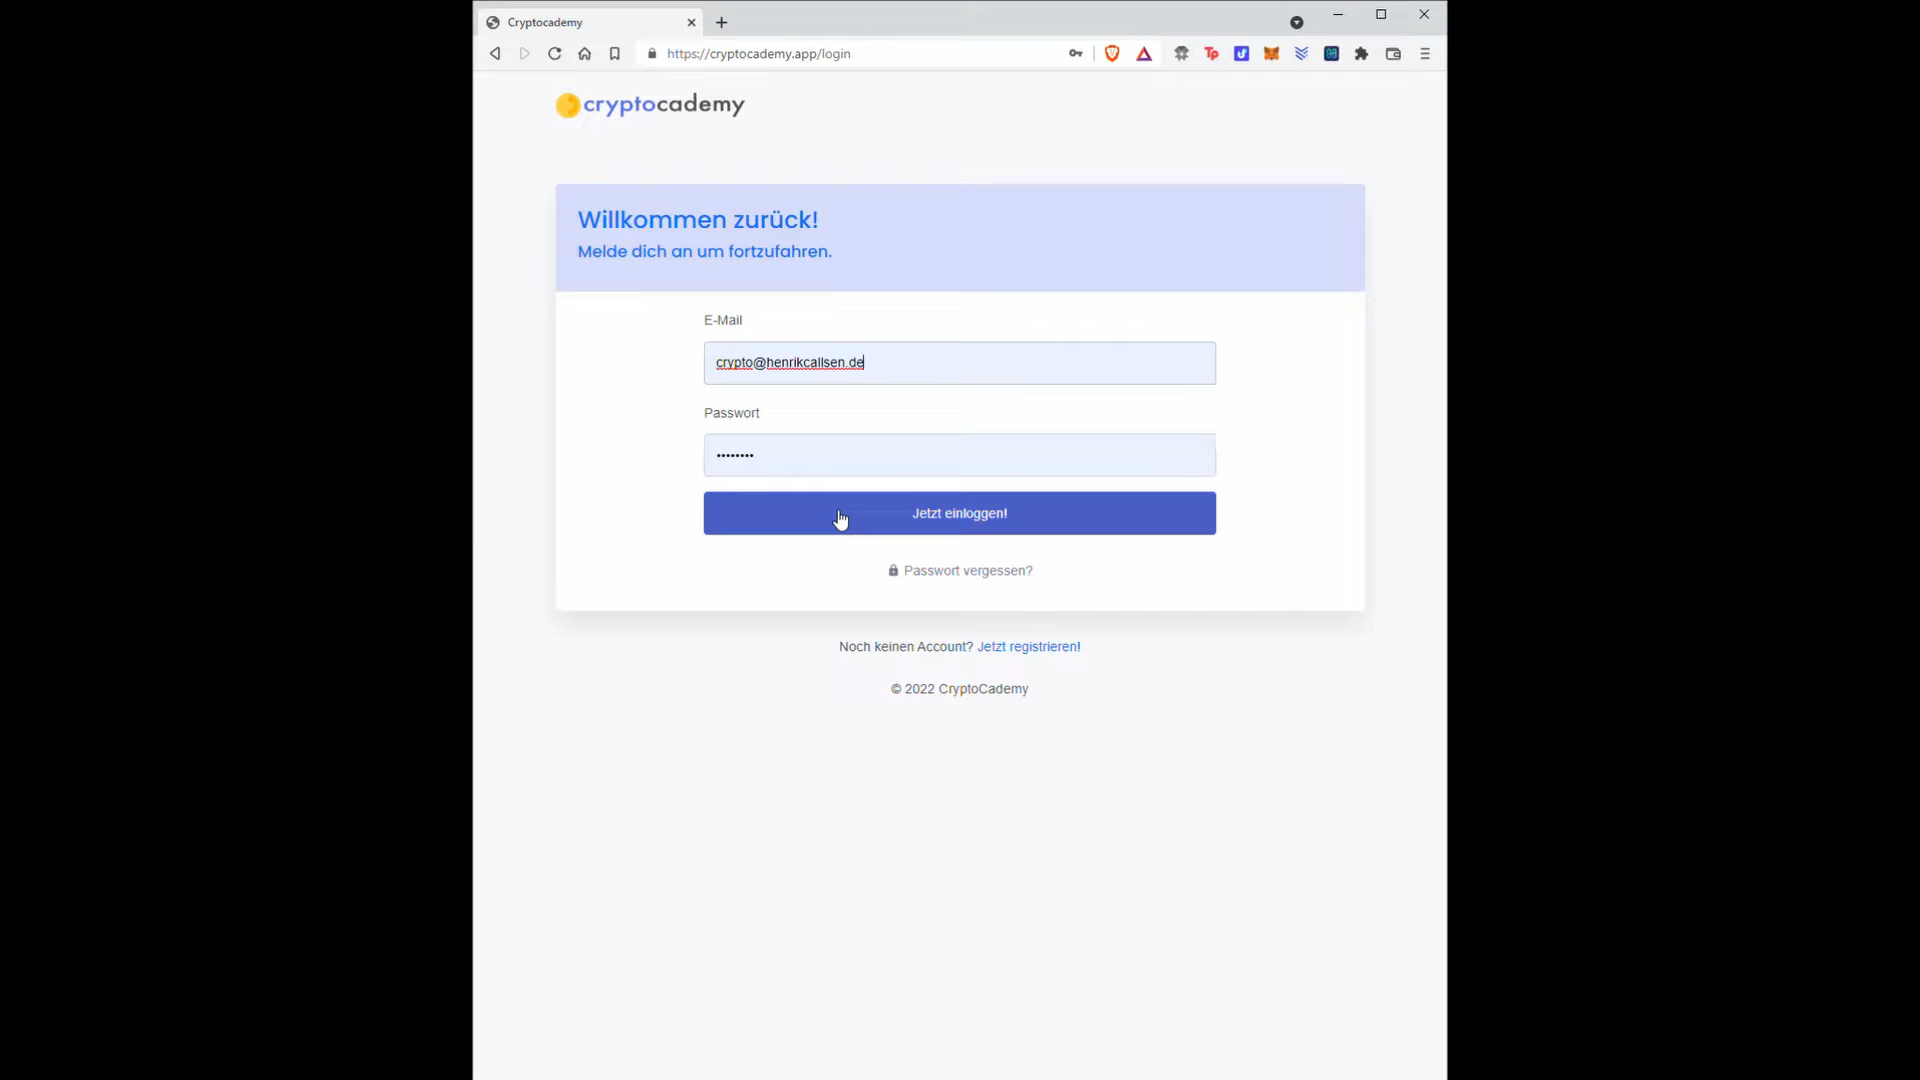 Cryptocademy
https://cryptocademy.app/login
Tp
cryptocademy
Willkommen zurück!
Melde dich an um fortzufahren.
E-Mail
crypto@henrikcallsen.de
Passwort
••••••••
Jetzt einloggen!
Passwort vergessen?
Noch keinen Account? Jetzt registrieren!
© 2022 CryptoCademy